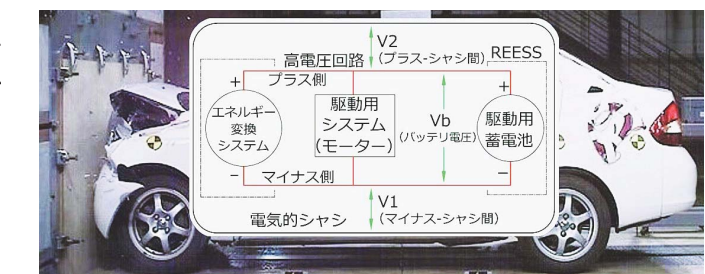 V2
(プラス-シャシ間)
高電圧回路
REESS
+
プラス側
+
エネルギー
変換
システム
駆動用
システム
(モーター)
Vb
(バッテリ電圧)
駆動用
蓄電池
−
マイナス側
−
V1
(マイナス-シャシ間)
電気的シャシ